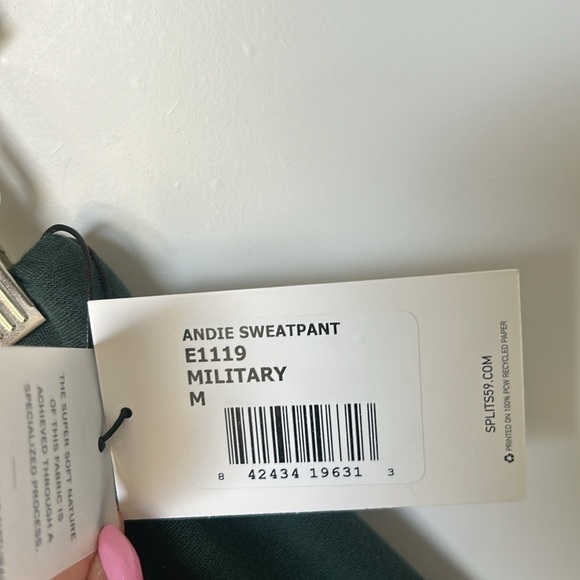 ANDIE SWEATPANT
E1119
MILITARY
M
8 42434 19631 3
SPLITS59.COM
PRINTED ON 100% PCW RECYCLED PAPER
THE SUPER SOFT NATURE
OF THIS FABRIC IS
ACHIEVED THROUGH A
SPECIALIZED PROCESS.